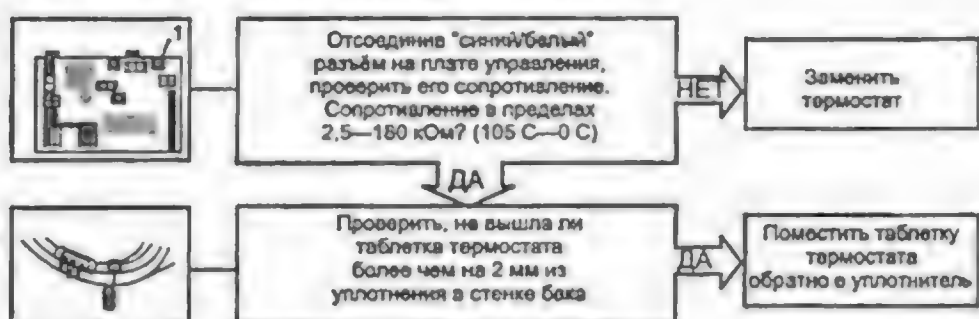 1
Отсоединив "синий/белый"
разъём на плате управления,
проверить его сопротивление.
Сопротивление в пределах
2,5—180 кОм? (105 С—0 С)
НЕТ
Заменить
термостат
ДА
Проверить, не вышла ли
таблетка термостата
более чем на 2 мм из
уплотнения в стенке бака
ДА
Поместить таблетку
термостата
обратно в уплотнитель